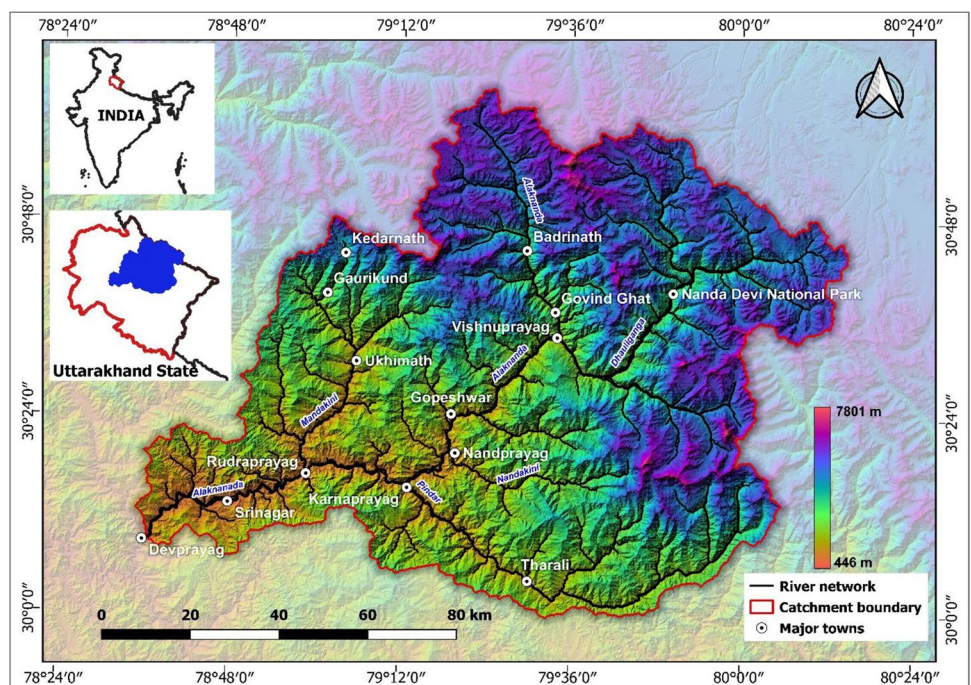 78°24′0″ 78°48′0″ 79°12′0″ 79°36′0″ 80°0′0″ 80°24′0″
INDIA
Uttarakhand State
30°48′0″
30°48′0″
30°24′0″
30°24′0″
30°0′0″
30°0′0″
Alaknanda
Badrinath
Kedarnath
Gaurikund
Govind Ghat
Nanda Devi National Park
Vishnuprayag
Dhauliganga
Ukhimath
Alaknanda
Gopeshwar
Mandakini
Nandprayag
Rudraprayag
Nandakini
Alaknanada
Karnaprayag
Pindar
Srinagar
Devprayag
Tharali
7801 m
446 m
0 20 40 60 80 km
River network
Catchment boundary
Major towns
78°24′0″ 78°48′0″ 79°12′0″ 79°36′0″ 80°0′0″ 80°24′0″